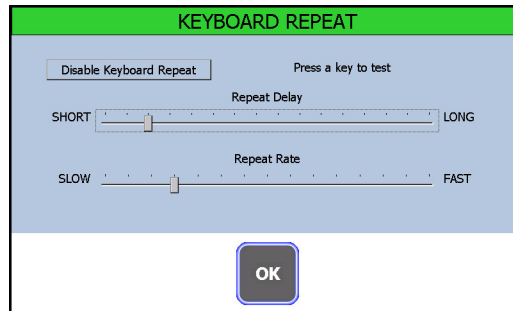 KEYBOARD REPEAT
Disable Keyboard Repeat
Press a key to test
Repeat Delay
SHORT
LONG
Repeat Rate
SLOW
FAST
OK